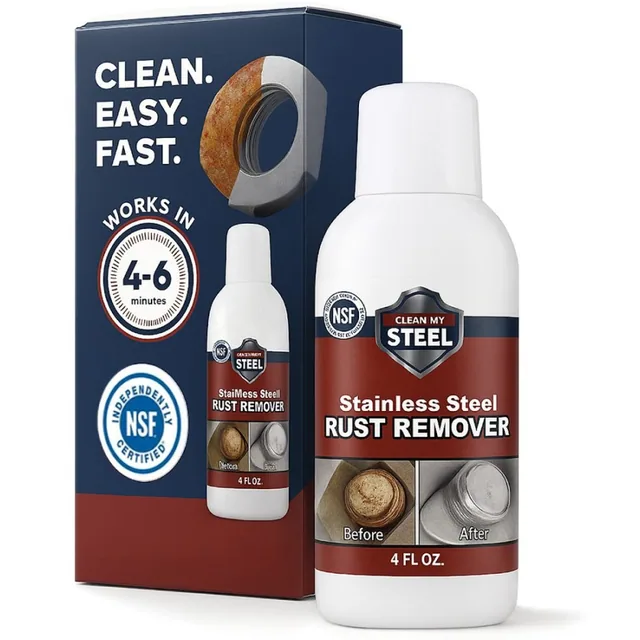 CLEAN.
EASY.
FAST.
WORKS IN
4-6
minutes
INDEPENDENTLY
NSF
CERTIFIED
NSF
STEEL
StaiMess Steell
RUST REMOVER
4 FL OZ.
NSF
CLEAN MY
STEEL
Stainless Steel
RUST REMOVER
Before
After
4 FL OZ.